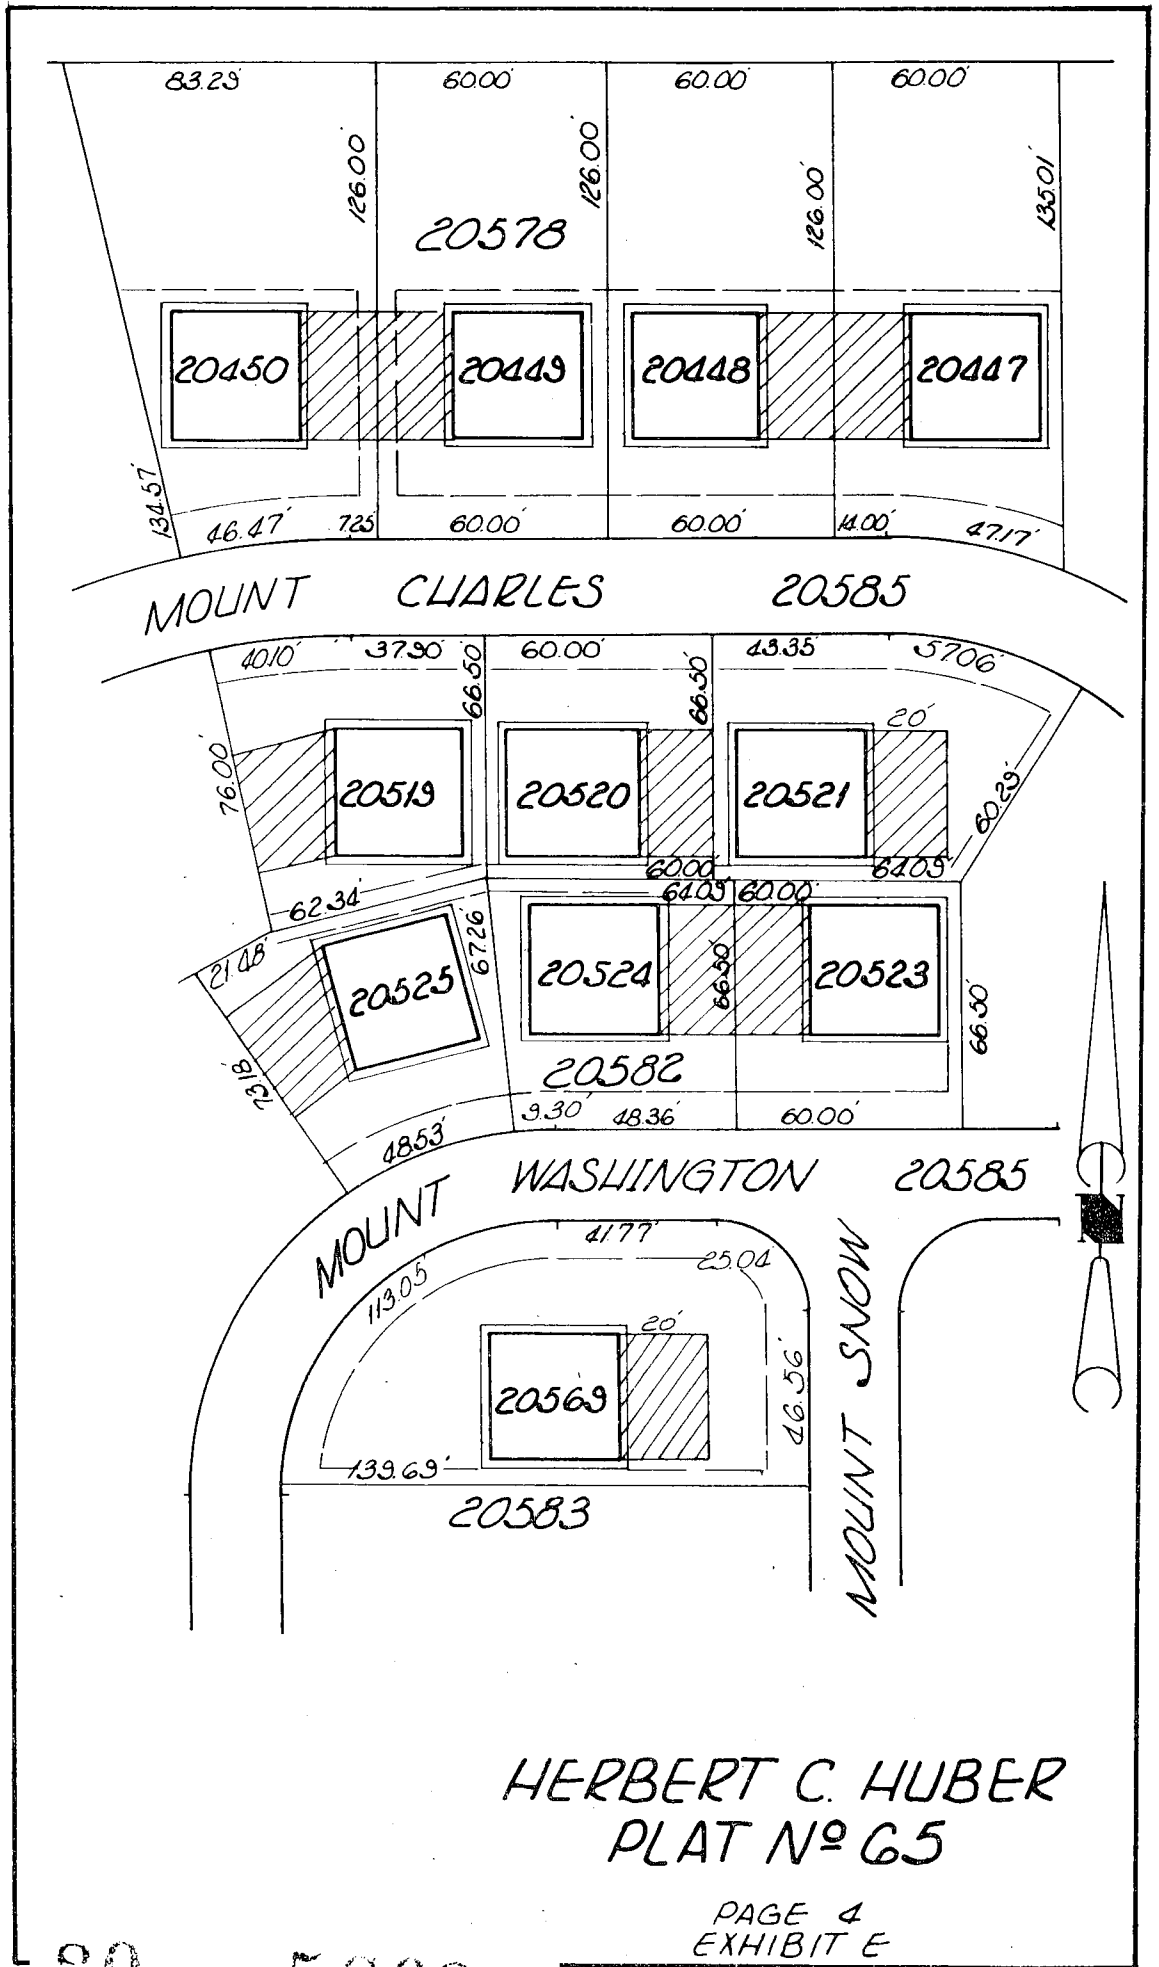 83.29' 60.00' 60.00' 60.00'
126.00' 126.00' 126.00' 135.01'
20578
20450 20449 20448 20447
134.57'
46.47' 7.25' 60.00' 60.00' 14.00' 47.17'
MOUNT CHARLES 20585
40.10' 37.90' 66.50' 60.00' 66.50' 43.35' 57.06'
20'
76.00' 20519 20520 20521 60.29'
60.00' 64.09'
62.34' 64.09' 60.00'
21.48' 67.26'
20525 20524 66.50' 20523 66.50'
73.18' 20582
48.53' 9.30' 48.36' 60.00'
MOUNT WASHINGTON 20585
41.77'
113.05' 25.04'
20'
20569 46.56'
139.69'
20583
MOUNT SNOW
N
HERBERT C. HUBER
PLAT Nº 65
PAGE 4
EXHIBIT E